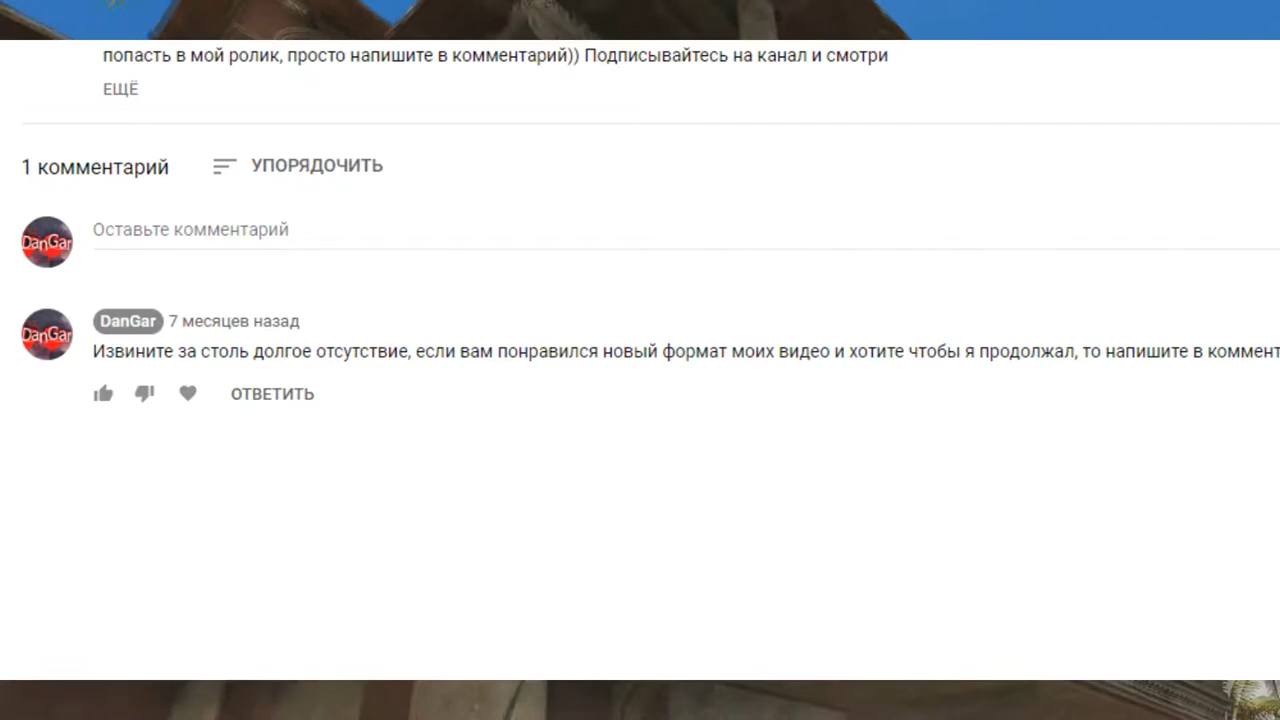 попасть в мой ролик, просто напишите в комментарий)) Подписывайтесь на канал и смотри
ЕЩЁ
1 комментарий УПОРЯДОЧИТЬ
DanGar Оставьте комментарий
DanGar DanGar 7 месяцев назад
Извините за столь долгое отсутствие, если вам понравился новый формат моих видео и хотите чтобы я продолжал, то напишите в коммент
ОТВЕТИТЬ